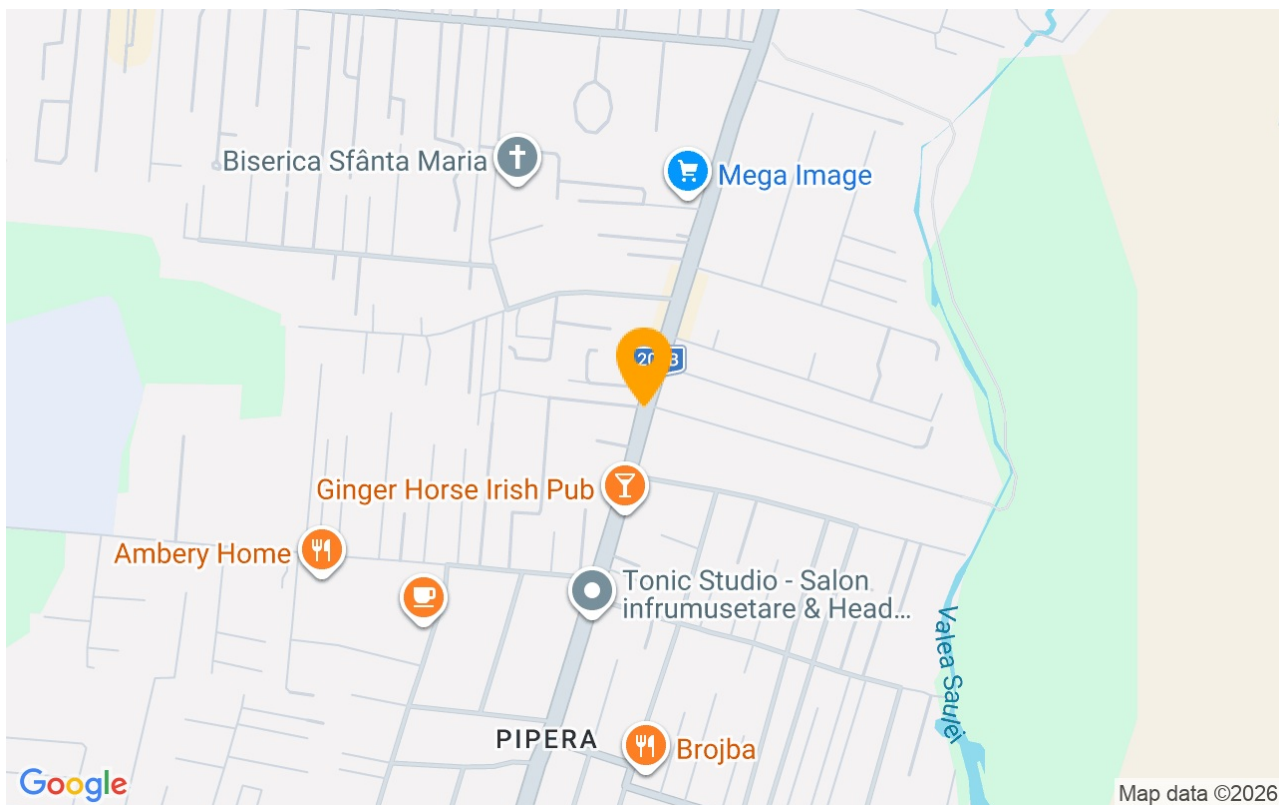 Biserica Sfânta Maria
Mega Image
Ginger Horse Irish Pub
Ambery Home
Tonic Studio - Salon
infrumusetare & Head...
Valea Saulei
PIPERA
Brojba
Google
Map data ©2026